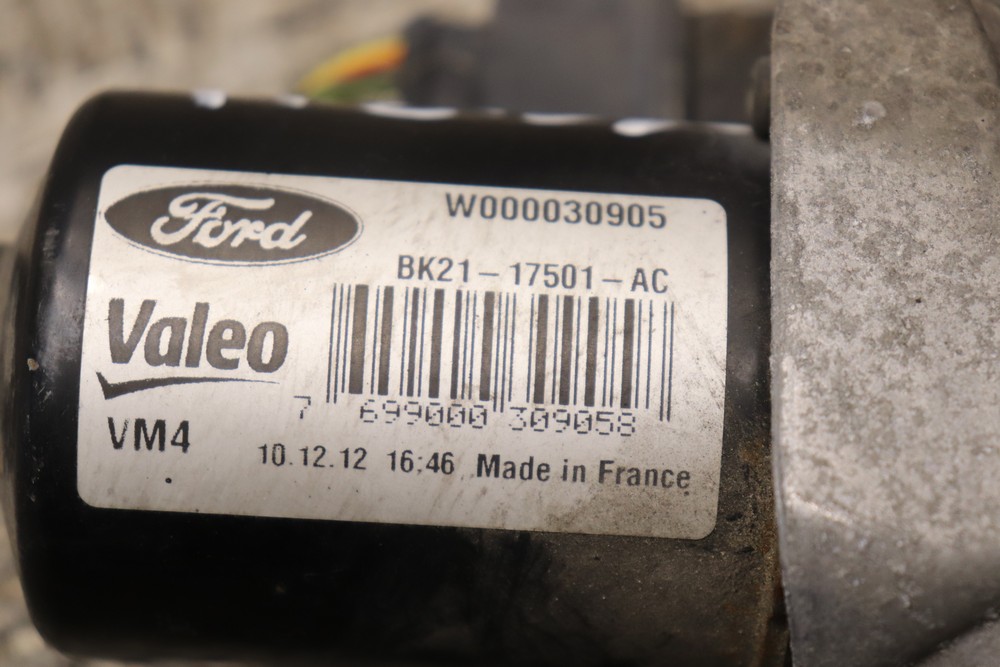 Ford
W000030905
BK21-17501-AC
Valeo
7 699000 309058
VM4
10.12.12 16:46 Made in France